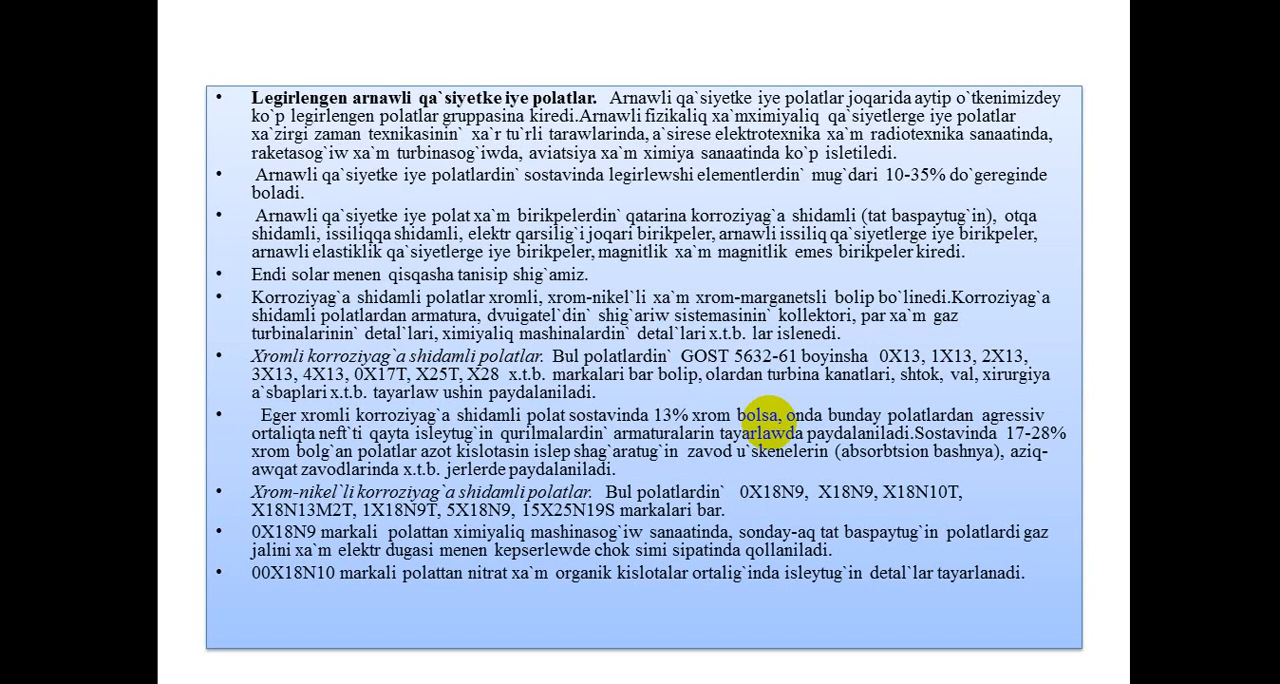 • Legirlengen arnawli qa`siyetke iye polatlar. Arnawli qa`siyetke iye polatlar joqarida aytip o`tkenimizdey
ko`p legirlengen polatlar gruppasina kiredi.Arnawli fizikaliq xa`mximiyaliq qa`siyetlerge iye polatlar
xa`zirgi zaman texnikasinin` xa`r tu`rli tarawlarinda, a`sirese elektrotexnika xa`m radiotexnika sanaatinda,
raketasog`iw xa`m turbinasog`iwda, aviatsiya xa`m ximiya sanaatinda ko`p isletiledi.
• Arnawli qa`siyetke iye polatlardin` sostavinda legirlewshi elementlerdin` mug`dari 10-35% do`gereginde
boladi.
• Arnawli qa`siyetke iye polat xa`m birikpelerdin` qatarina korroziyag`a shidamli (tat baspaytug`in), otqa
shidamli, issiliqqa shidamli, elektr qarsilig`i joqari birikpeler, arnawli issiliq qa`siyetlerge iye birikpeler,
arnawli elastiklik qa`siyetlerge iye birikpeler, magnitlik xa`m magnitlik emes birikpeler kiredi.
• Endi solar menen qisqasha tanisip shig`amiz.
• Korroziyag`a shidamli polatlar xromli, xrom-nikel`li xa`m xrom-marganetsli bolip bo`linedi.Korroziyag`a
shidamli polatlardan armatura, dvuigatel`din` shig`ariw sistemasinin` kollektori, par xa`m gaz
turbinalarinin` detal`lari, ximiyaliq mashinalardin` detal`lari x.t.b. lar islenedi.
• Xromli korroziyag`a shidamli polatlar. Bul polatlardin` GOST 5632-61 boyinsha 0X13, 1X13, 2X13,
3X13, 4X13, 0X17T, X25T, X28 x.t.b. markalari bar bolip, olardan turbina kanatlari, shtok, val, xirurgiya
a`sbaplari x.t.b. tayarlaw ushin paydalaniladi.
• Eger xromli korroziyag`a shidamli polat sostavinda 13% xrom bolsa, onda bunday polatlardan agressiv
ortaliqta neft`ti qayta isleytug`in qurilmalardin` armaturalarin tayarlawda paydalaniladi.Sostavinda 17-28%
xrom bolg`an polatlar azot kislotasin islep shag`aratug`in zavod u`skenelerin (absorbtsion bashnya), aziq-
awqat zavodlarinda x.t.b. jerlerde paydalaniladi.
• Xrom-nikel`li korroziyag`a shidamli polatlar. Bul polatlardin` 0X18N9, X18N9, X18N10T,
X18N13M2T, 1X18N9T, 5X18N9, 15X25N19S markalari bar.
• 0X18N9 markali polattan ximiyaliq mashinasog`iw sanaatinda, sonday-aq tat baspaytug`in polatlardi gaz
jalini xa`m elektr dugasi menen kepserlewde chok simi sipatinda qollaniladi.
• 00X18N10 markali polattan nitrat xa`m organik kislotalar ortalig`inda isleytug`in detal`lar tayarlanadi.